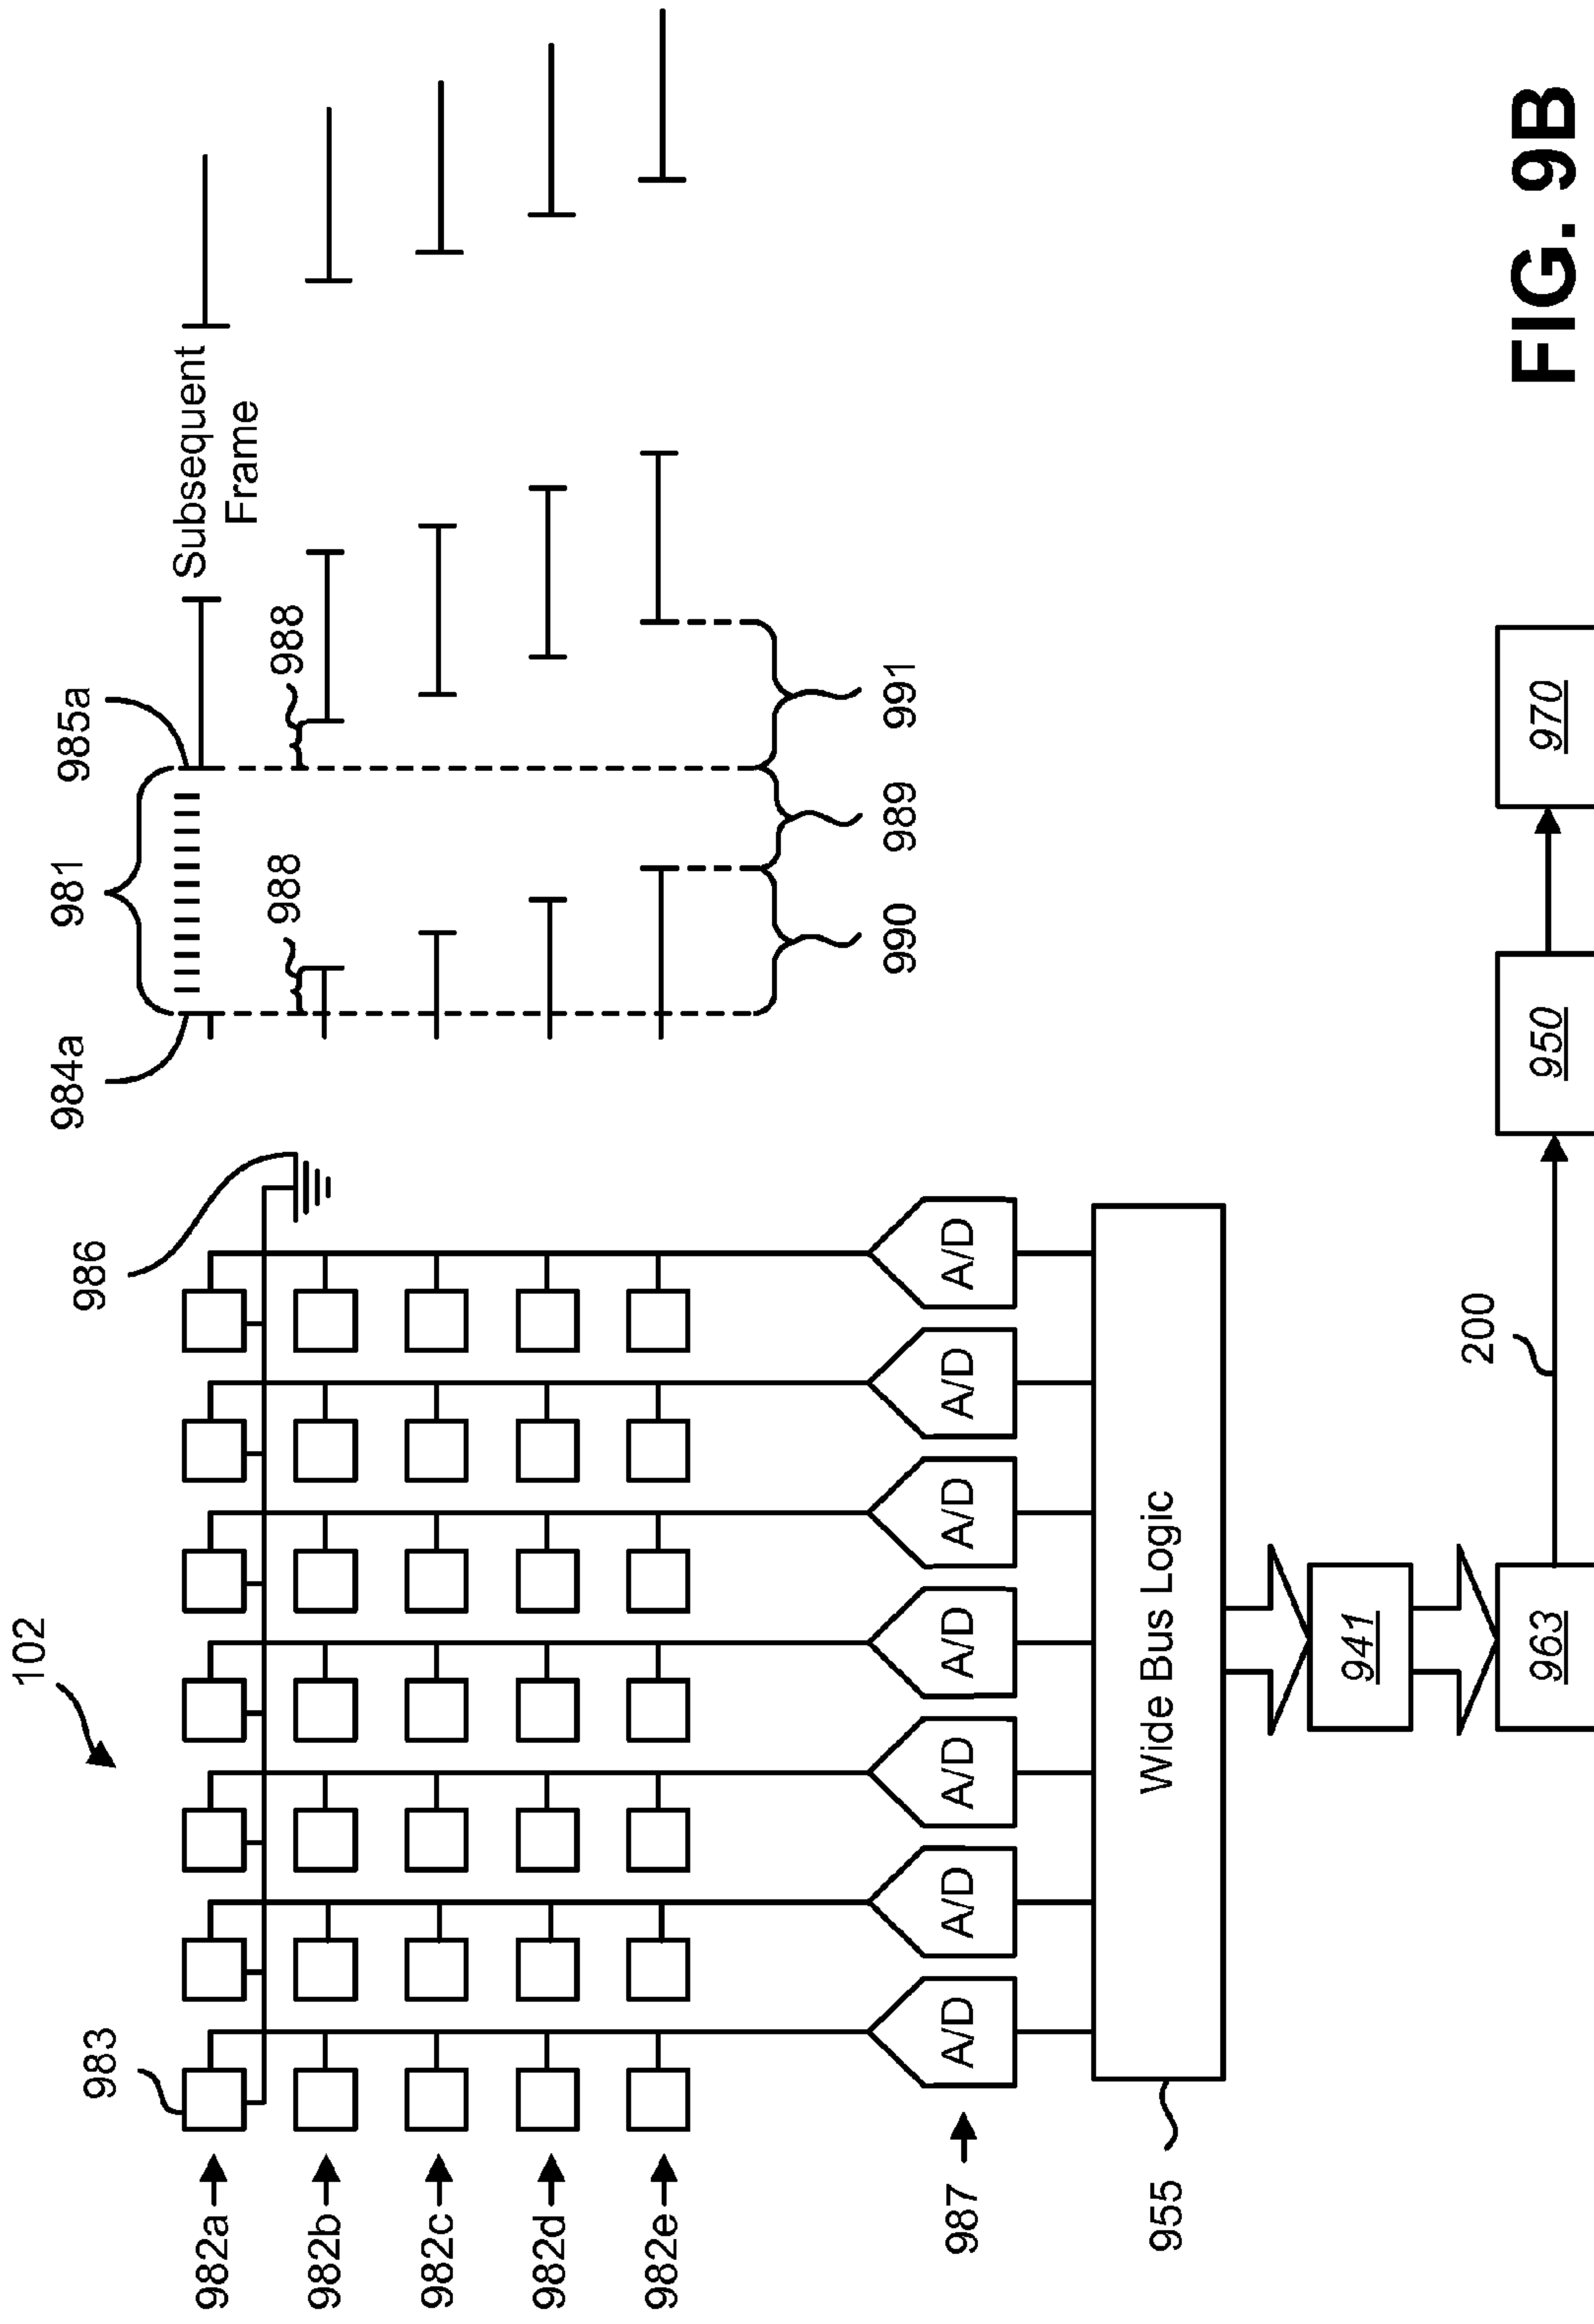 102
983
986
984a
981
985a
988
988
Subsequent
Frame
982a
982b
982c
982d
982e
990
989
991
987
A/D
A/D
A/D
A/D
A/D
A/D
A/D
955
Wide Bus Logic
941
963
200
950
970
FIG. 9B